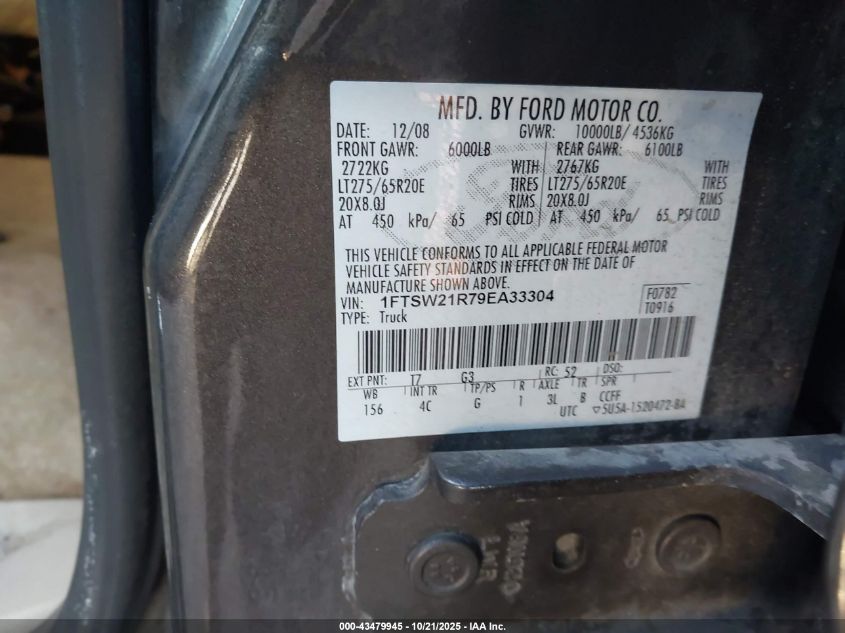 MFD. BY FORD MOTOR CO.
DATE: 12/08 GVWR: 10000LB/ 4536KG
FRONT GAWR: 6000LB REAR GAWR: 6100LB
2722KG WITH 2767KG WITH
LT275/65R20E TIRES LT275/65R20E TIRES
20X8.0J RIMS 20X8.0J RIMS
AT 450 kPa/ 65 PSI COLD AT 450 kPa/ 65 PSI COLD
THIS VEHICLE CONFORMS TO ALL APPLICABLE FEDERAL MOTOR
VEHICLE SAFETY STANDARDS IN EFFECT ON THE DATE OF
MANUFACTURE SHOWN ABOVE.
VIN: 1FTSW21R79EA33304 F0782
TYPE: Truck T0916
EXT PNT: T7 G3 RC: 52 DSO:
WB INT TR TP/PS R AXLE TR SPR
156 4C G 1 3L B CCFF
UTC ▽5U5A-1520472-BA
000-43479945 - 10/21/2025 - IAA Inc.